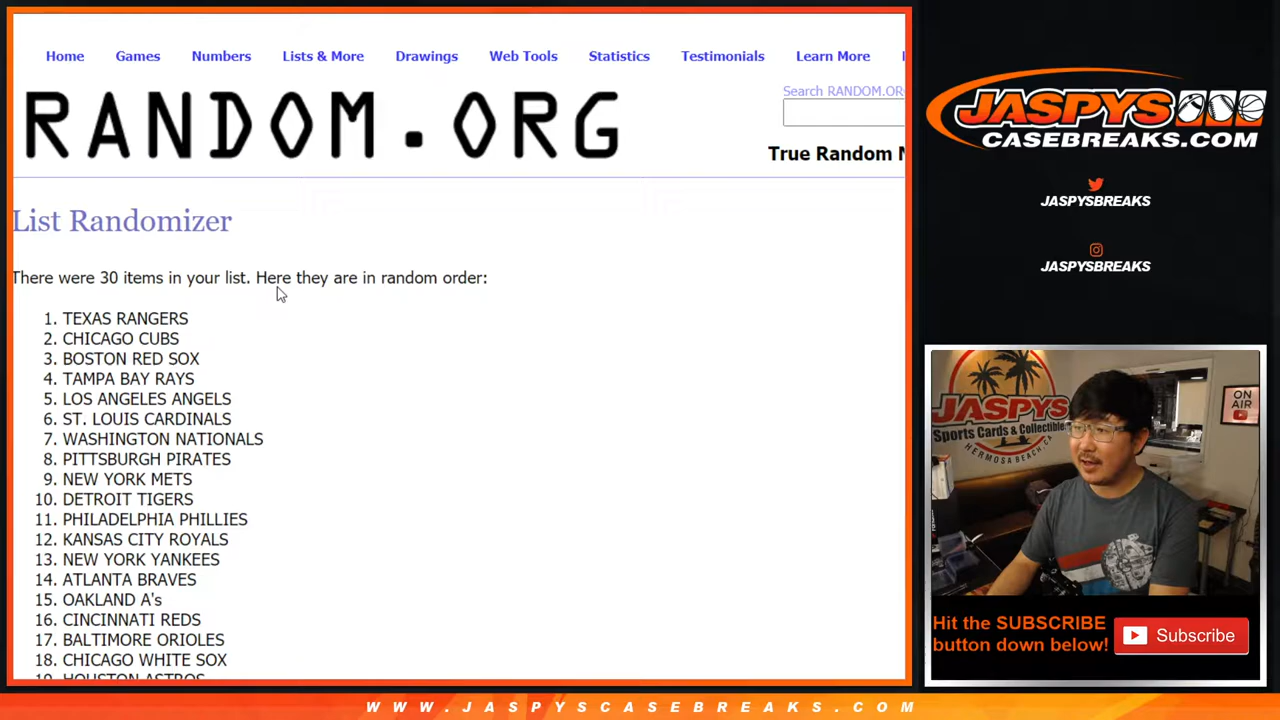 Home Games Numbers Lists & More Drawings Web Tools Statistics Testimonials Learn More
Search RANDOM.OR
RANDOM.ORG
True Random N
List Randomizer
There were 30 items in your list. Here they are in random order:
1. TEXAS RANGERS
2. CHICAGO CUBS
3. BOSTON RED SOX
4. TAMPA BAY RAYS
5. LOS ANGELES ANGELS
6. ST. LOUIS CARDINALS
7. WASHINGTON NATIONALS
8. PITTSBURGH PIRATES
9. NEW YORK METS
10. DETROIT TIGERS
11. PHILADELPHIA PHILLIES
12. KANSAS CITY ROYALS
13. NEW YORK YANKEES
14. ATLANTA BRAVES
15. OAKLAND A's
16. CINCINNATI REDS
17. BALTIMORE ORIOLES
18. CHICAGO WHITE SOX
19. HOUSTON ASTROS
JASPYS
CASEBREAKS.COM
JASPYSBREAKS
JASPYSBREAKS
JASPYS
Sports Cards & Collectible
HERMOSA BEACH, CA
ON AIR
Hit the SUBSCRIBE
button down below!
Subscribe
WWW.JASPYSCASEBREAKS.COM